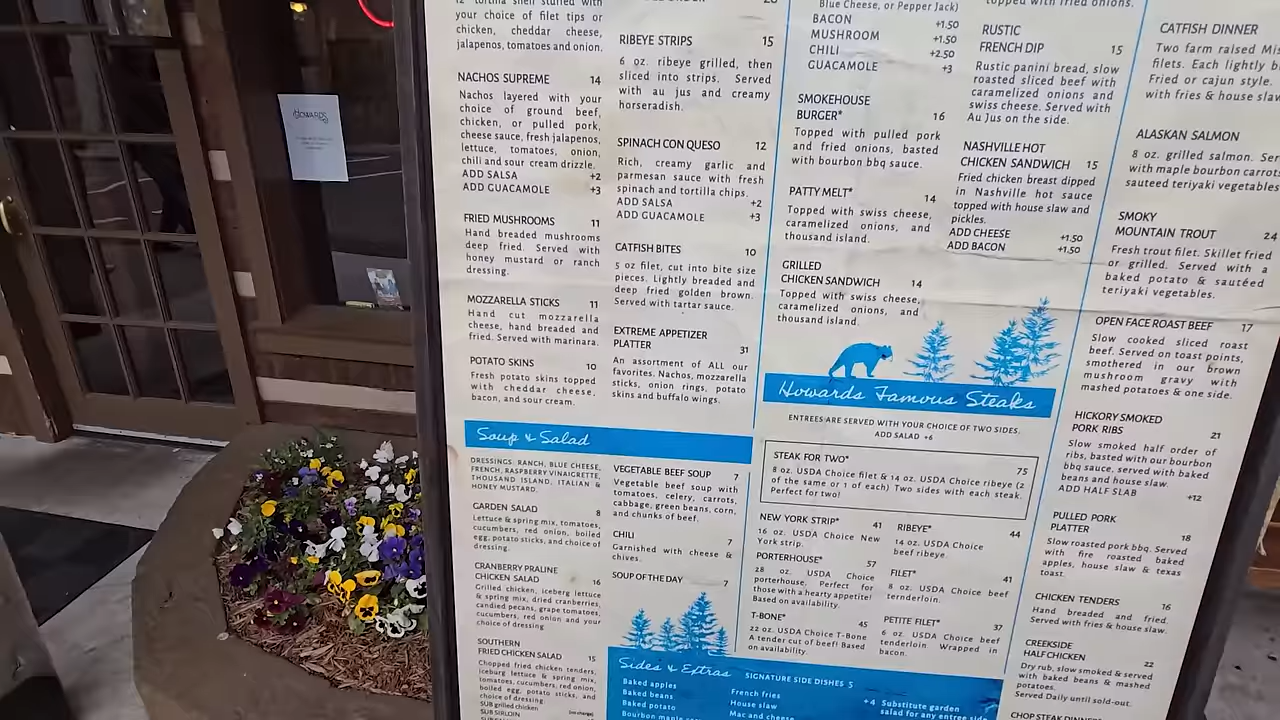 HOWARDS
12" tortilla shell stuffed with
your choice of filet tips or
chicken, cheddar cheese,
jalapenos, tomatoes and onion.
NACHOS SUPREME 14
Nachos layered with your
choice of ground beef,
chicken, or pulled pork,
cheese sauce, fresh jalapenos,
lettuce, tomatoes, onion,
chili and sour cream drizzle.
ADD SALSA +2
ADD GUACAMOLE +3
FRIED MUSHROOMS 11
Hand breaded mushrooms
deep fried. Served with
honey mustard or ranch
dressing.
MOZZARELLA STICKS 11
Hand cut mozzarella
cheese, hand breaded and
fried. Served with marinara.
POTATO SKINS 10
Fresh potato skins topped
with cheddar cheese,
bacon, and sour cream.
RIBEYE STRIPS 15
6 oz. ribeye grilled, then
sliced into strips. Served
with au jus and creamy
horseradish.
SPINACH CON QUESO 12
Rich, creamy garlic and
parmesan sauce with fresh
spinach and tortilla chips.
ADD SALSA +2
ADD GUACAMOLE +3
CATFISH BITES 10
5 oz filet, cut into bite size
pieces. Lightly breaded and
deep fried golden brown.
Served with tartar sauce.
EXTREME APPETIZER
PLATTER 31
An assortment of ALL our
favorites. Nachos, mozzarella
sticks, onion rings, potato
skins and buffalo wings.
Soup & Salad
DRESSINGS: RANCH, BLUE CHEESE,
FRENCH, RASPBERRY VINAIGRETTE,
THOUSAND ISLAND, ITALIAN &
HONEY MUSTARD.
GARDEN SALAD 8
Lettuce & spring mix, tomatoes,
cucumbers, red onion, boiled
egg, potato sticks, and choice of
dressing.
CRANBERRY PRALINE
CHICKEN SALAD 16
Grilled chicken, iceberg lettuce
& spring mix, dried cranberries,
candied pecans, grape tomatoes,
cucumbers, red onion and your
choice of dressing
SOUTHERN
FRIED CHICKEN SALAD 15
Chopped fried chicken tenders,
iceburg lettuce & spring mix,
tomatoes, cucumbers, red onion,
boiled egg, potato sticks, and
choice of dressing.
SUB grilled chicken (no charge)
SUB SIRLOIN
VEGETABLE BEEF SOUP 7
Vegetable beef soup with
tomatoes, celery, carrots,
cabbage, green beans, corn,
and chunks of beef.
CHILI 7
Garnished with cheese &
chives.
SOUP OF THE DAY 7
Blue Cheese, or Pepper Jack)
BACON +1.50
MUSHROOM +1.50
CHILI +2.50
GUACAMOLE +3
SMOKEHOUSE
BURGER* 16
Topped with pulled pork
and fried onions, basted
with bourbon bbq sauce.
PATTY MELT* 14
Topped with swiss cheese,
caramelized onions, and
thousand island.
GRILLED
CHICKEN SANDWICH 14
Topped with swiss cheese,
caramelized onions, and
thousand island.
topped with fried onions.
RUSTIC
FRENCH DIP 15
Rustic panini bread, slow
roasted sliced beef with
caramelized onions and
swiss cheese. Served with
Au Jus on the side.
NASHVILLE HOT
CHICKEN SANDWICH 15
Fried chicken breast dipped
in Nashville hot sauce
topped with house slaw and
pickles.
ADD CHEESE +1.50
ADD BACON +1.50
Howards Famous Steaks
ENTREES ARE SERVED WITH YOUR CHOICE OF TWO SIDES.
ADD SALAD +6
STEAK FOR TWO* 75
8 oz. USDA Choice filet & 14 oz. USDA Choice ribeye (2
of the same or 1 of each) Two sides with each steak.
Perfect for two!
NEW YORK STRIP* 41
16 oz. USDA Choice New
York strip.
PORTERHOUSE* 57
28 oz. USDA Choice
porterhouse. Perfect for
those with a hearty appetite!
Based on availability.
T-BONE* 45
22 oz. USDA Choice T-Bone
A tender cut of beef! Based
on availability.
RIBEYE* 44
14 oz. USDA Choice
beef ribeye.
FILET* 41
8 oz. USDA Choice beef
tenderloin.
PETITE FILET* 37
6 oz. USDA Choice beef
tenderloin Wrapped in
bacon.
Sides & Extras
SIGNATURE SIDE DISHES 5
Baked apples
Baked beans
Baked potato
Bourbon maple
French fries
House slaw
Mac and cheese
+4 Substitute garden
salad for any entree side
CATFISH DINNER
Two farm raised
filets. Each lightly
Fried or cajun style.
with fries & house slaw
ALASKAN SALMON
8 oz. grilled salmon.
with maple bourbon carrots
sauteed teriyaki vegetables
SMOKY
MOUNTAIN TROUT 24
Fresh trout filet. Skillet fried
or grilled. Served with a
baked potato & sautéed
teriyaki vegetables.
OPEN FACE ROAST BEEF 17
Slow cooked sliced roast
beef. Served on toast points,
smothered in our brown
mushroom gravy with
mashed potatoes & one side.
HICKORY SMOKED
PORK RIBS 21
Slow smoked half order of
ribs, basted with our bourbon
bbq sauce, served with baked
beans and house slaw.
ADD HALF SLAB +12
PULLED PORK
PLATTER 18
Slow roasted pork bbq. Served
with fire roasted baked
apples, house slaw & texas
toast.
CHICKEN TENDERS 16
Hand breaded and fried.
Served with fries & house slaw.
CREEKSIDE
HALF CHICKEN 22
Dry rub, slow smoked & served
with baked beans & mashed
potatoes.
Served Daily until sold-out.
CHOP STEAK DINNER